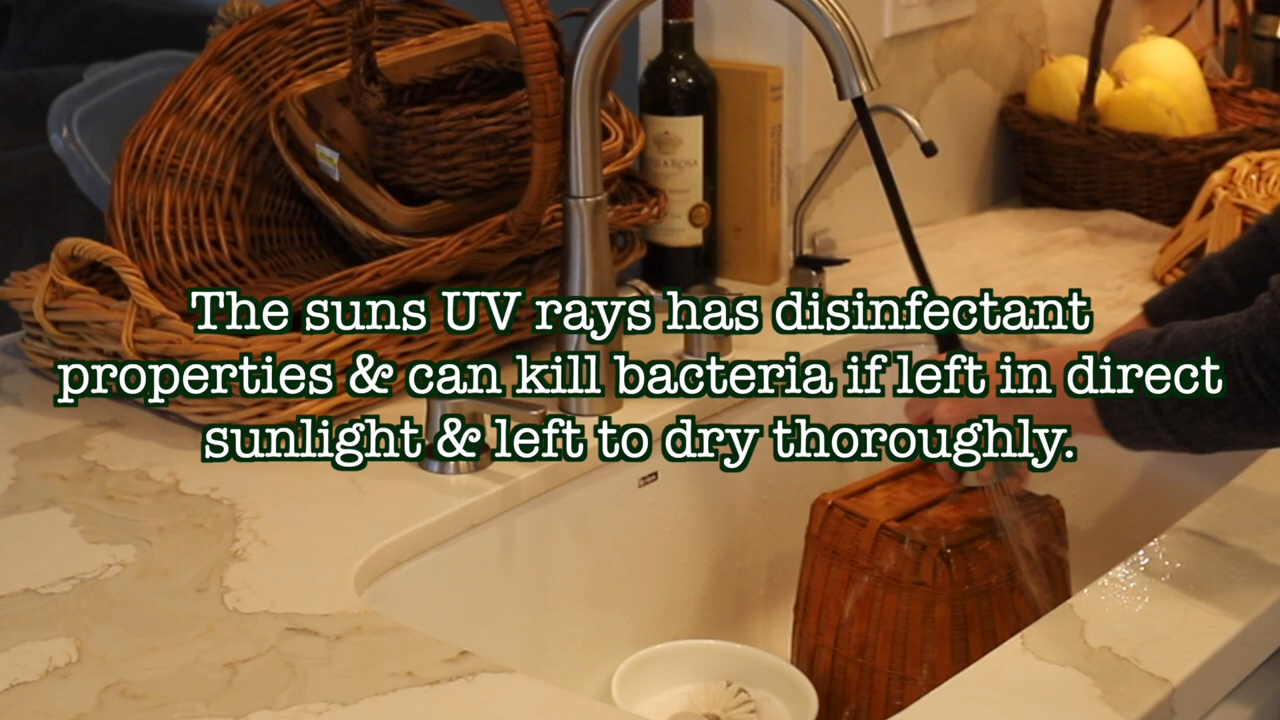 The suns UV rays has disinfectant
properties & can kill bacteria if left in direct
sunlight & left to dry thoroughly.